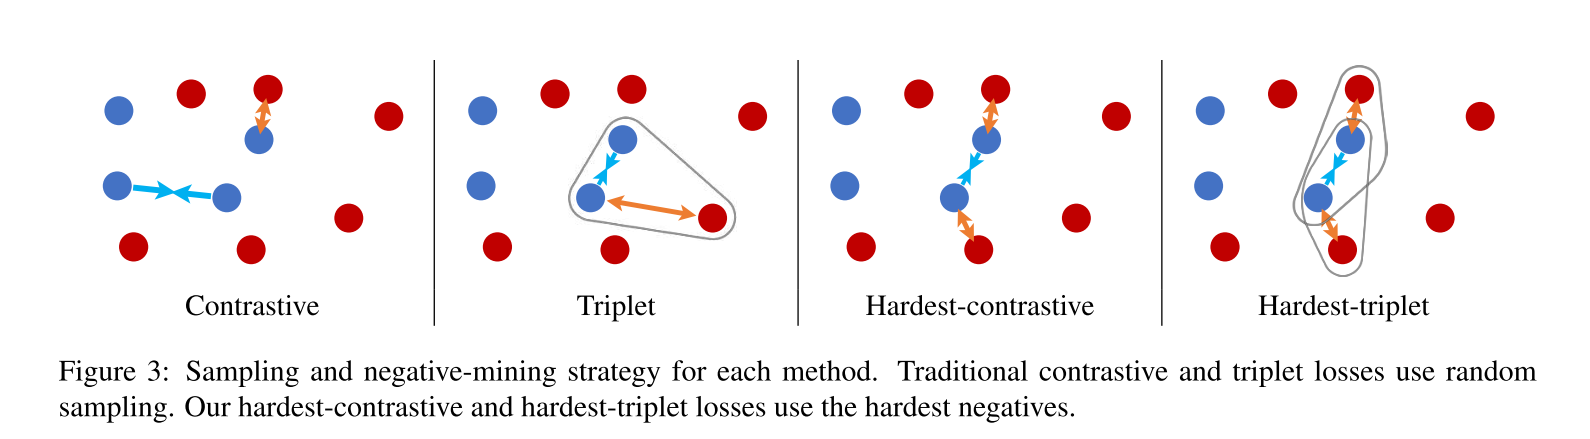 Contrastive
Triplet
Hardest-contrastive
Hardest-triplet
Figure 3: Sampling and negative-mining strategy for each method. Traditional contrastive and triplet losses use random
sampling. Our hardest-contrastive and hardest-triplet losses use the hardest negatives.